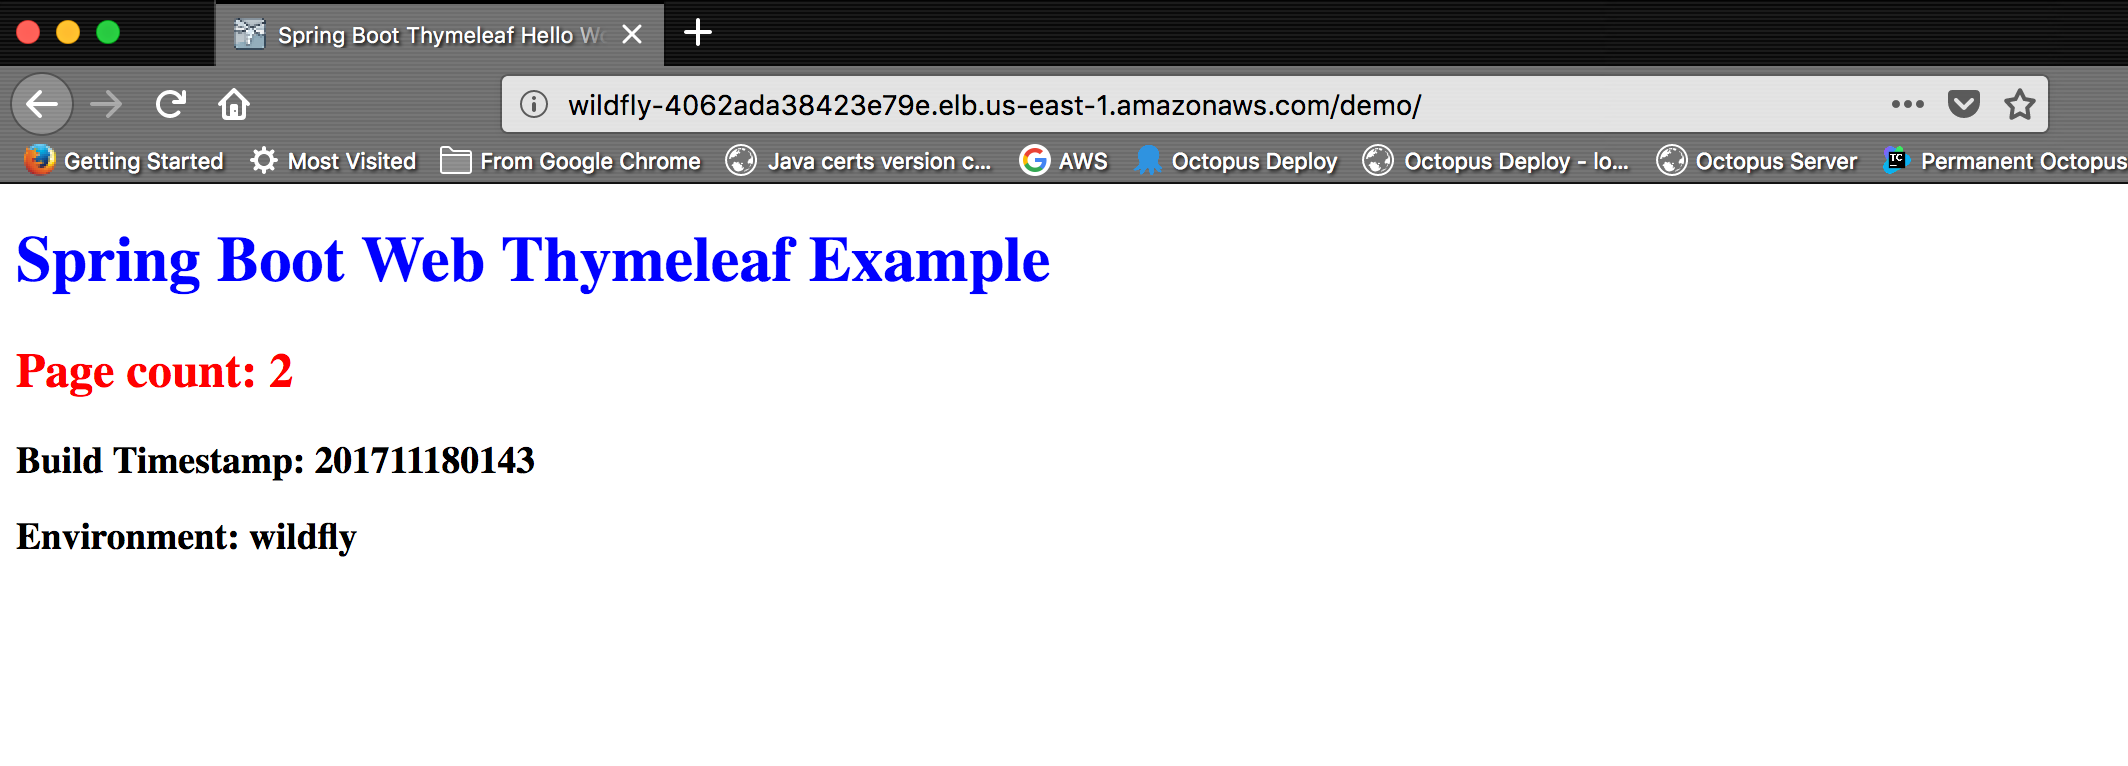 Spring Boot Thymeleaf Hello Wo
wildfly-4062ada38423e79e.elb.us-east-1.amazonaws.com/demo/
Getting Started Most Visited From Google Chrome Java certs version c... AWS Octopus Deploy Octopus Deploy - lo... Octopus Server TC Permanent Octopus
Spring Boot Web Thymeleaf Example
Page count: 2
Build Timestamp: 201711180143
Environment: wildfly